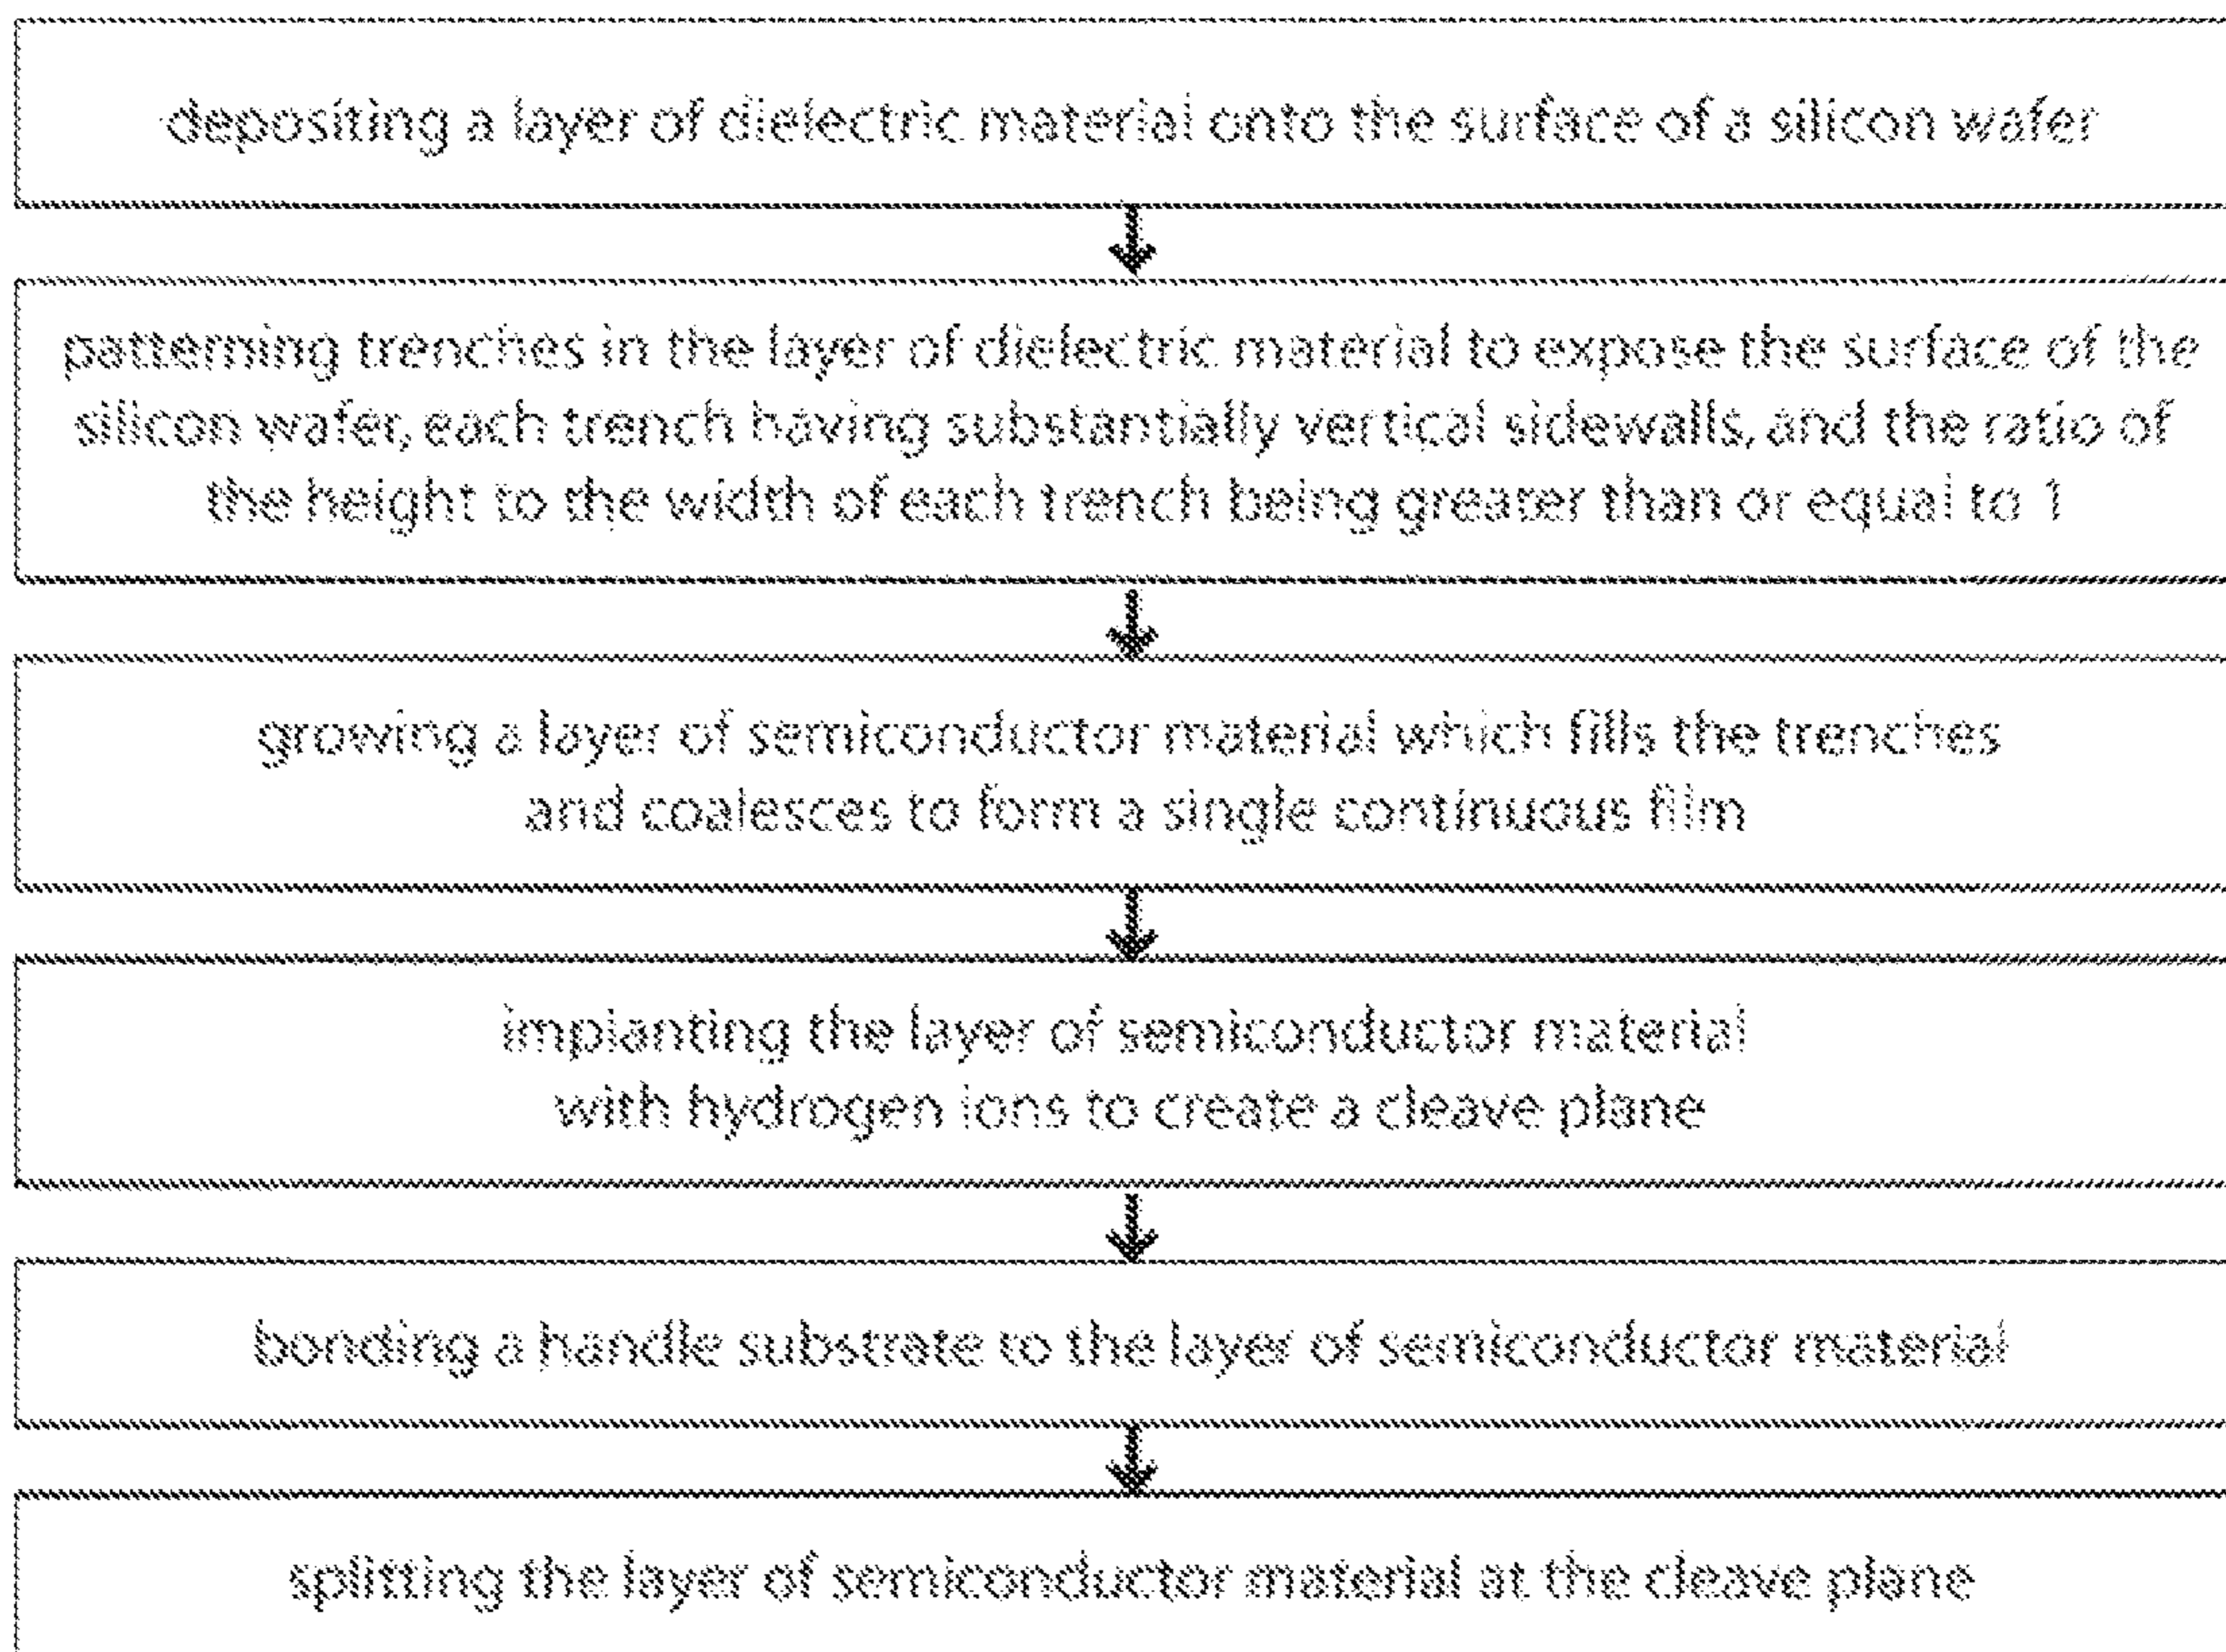 depositing a layer of dielectric material onto the surface of a silicon wafer
patterning trenches in the layer of dielectric material to expose the surface of the
silicon wafer, each trench having substantially vertical sidewalls, and the ratio of
the height to the width of each trench being greater than or equal to 1
growing a layer of semiconductor material which fills the trenches
and coalesces to form a single continuous film
implanting the layer of semiconductor material
with hydrogen ions to create a cleave plane
bonding a handle substrate to the layer of semiconductor material
splitting the layer of semiconductor material at the cleave plane